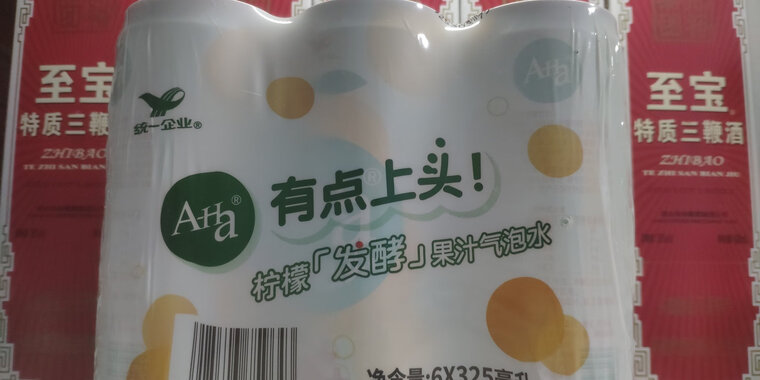 至宝
特质三鞭酒
ZHIBAO
TE ZHI SAN BIAN JIU
统一企业®
AHa
AHa®
有点上头!
柠檬「发酵」果汁气泡水
净含量:6X325毫升
至宝
特质三鞭酒
ZHIBAO
TE ZHI SAN BIAN JIU